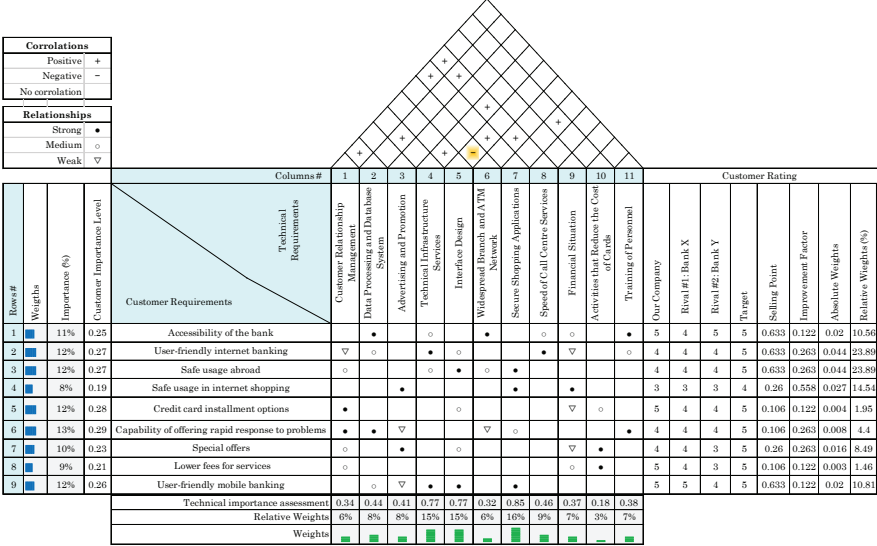 Corrolations
Positive +
Negative −
No corrolation
Relationships
Strong ●
Medium ○
Weak ▽
+
+ +
+
+
+ + +
+ + −
Columns # 1 2 3 4 5 6 7 8 9 10 11 Customer Rating
Rows #
Weigths
Importance (%)
Customer Importance Level
Technical
Requirements
Customer Requirements
Customer Relationship
Management
Data Processing and Database
System
Advertising and Promotion
Technical Infrastructure
Services
Interface Design
Widespread Branch and ATM
Network
Secure Shopping Applications
Speed of Call Centre Services
Financial Situation
Activities that Reduce the Cost
of Cards
Training of Personnel
Our Company
Rival #1: Bank X
Rival #2: Bank Y
Target
Selling Point
Improvement Factor
Absolute Weights
Relative Wieghts (%)
1 11% 0.25 Accessibility of the bank ● ○ ● ○ ○ ● 5 4 5 5 0.633 0.122 0.02 10.56
2 12% 0.27 User-friendly internet banking ▽ ○ ● ○ ● ▽ ○ 4 4 4 5 0.633 0.263 0.044 23.89
3 12% 0.27 Safe usage abroad ○ ○ ● ○ ● 4 4 4 5 0.633 0.263 0.044 23.89
4 8% 0.19 Safe usage in internet shopping ● ● ● 3 3 3 4 0.26 0.558 0.027 14.54
5 12% 0.28 Credit card installment options ● ○ ▽ ○ 5 4 4 5 0.106 0.122 0.004 1.95
6 13% 0.29 Capability of offering rapid response to problems ● ● ▽ ▽ ○ ● 4 4 4 5 0.106 0.263 0.008 4.4
7 10% 0.23 Special offers ○ ● ○ ▽ ● 4 4 3 5 0.26 0.263 0.016 8.49
8 9% 0.21 Lower fees for services ○ ○ ● 5 4 3 5 0.106 0.122 0.003 1.46
9 12% 0.26 User-friendly mobile banking ○ ▽ ● ● ● 5 5 4 5 0.633 0.122 0.02 10.81
Technical importance assessment 0.34 0.44 0.41 0.77 0.77 0.32 0.85 0.46 0.37 0.18 0.38
Relative Weights 6% 8% 8% 15% 15% 6% 16% 9% 7% 3% 7%
Weights